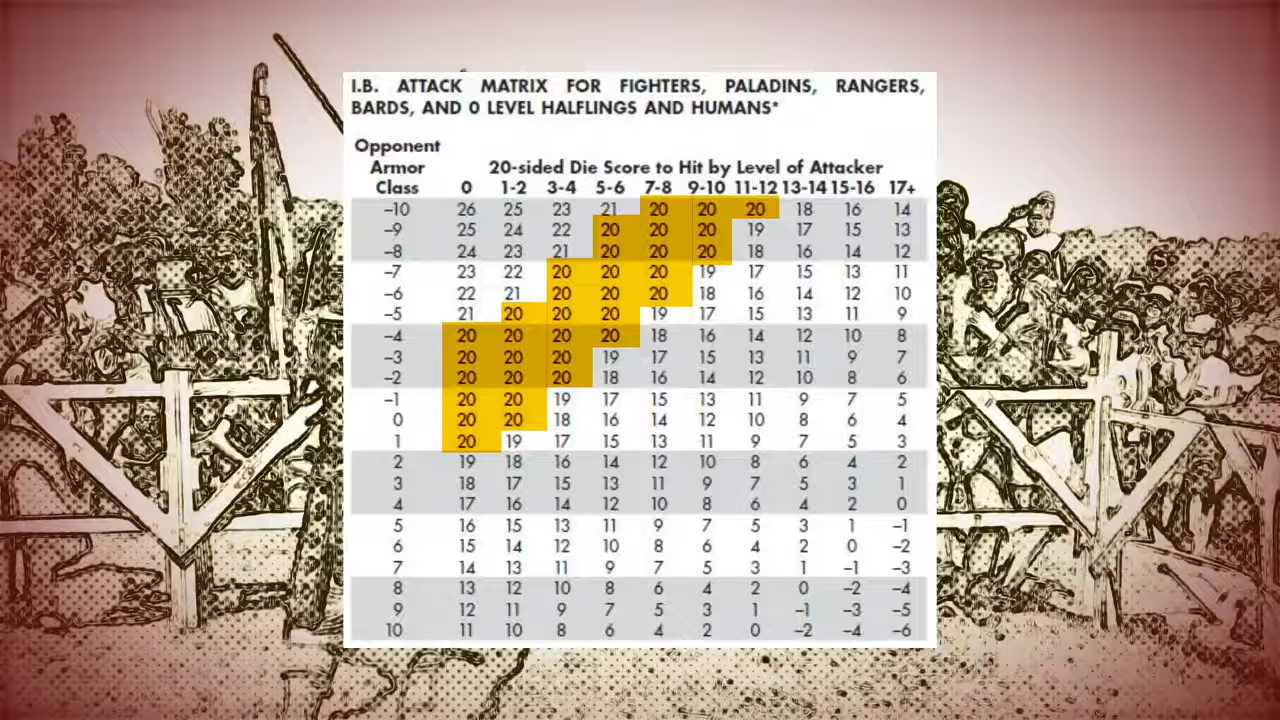 I.B. ATTACK MATRIX FOR FIGHTERS, PALADINS, RANGERS,
BARDS, AND 0 LEVEL HALFLINGS AND HUMANS*
Opponent
Armor 20-sided Die Score to Hit by Level of Attacker
Class 0 1-2 3-4 5-6 7-8 9-10 11-12 13-14 15-16 17+
–10 26 25 23 21 20 20 20 18 16 14
–9 25 24 22 20 20 20 19 17 15 13
–8 24 23 21 20 20 20 18 16 14 12
–7 23 22 20 20 20 19 17 15 13 11
–6 22 21 20 20 20 18 16 14 12 10
–5 21 20 20 20 19 17 15 13 11 9
–4 20 20 20 20 18 16 14 12 10 8
–3 20 20 20 19 17 15 13 11 9 7
–2 20 20 20 18 16 14 12 10 8 6
–1 20 20 19 17 15 13 11 9 7 5
0 20 20 18 16 14 12 10 8 6 4
1 20 19 17 15 13 11 9 7 5 3
2 19 18 16 14 12 10 8 6 4 2
3 18 17 15 13 11 9 7 5 3 1
4 17 16 14 12 10 8 6 4 2 0
5 16 15 13 11 9 7 5 3 1 –1
6 15 14 12 10 8 6 4 2 0 –2
7 14 13 11 9 7 5 3 1 –1 –3
8 13 12 10 8 6 4 2 0 –2 –4
9 12 11 9 7 5 3 1 –1 –3 –5
10 11 10 8 6 4 2 0 –2 –4 –6